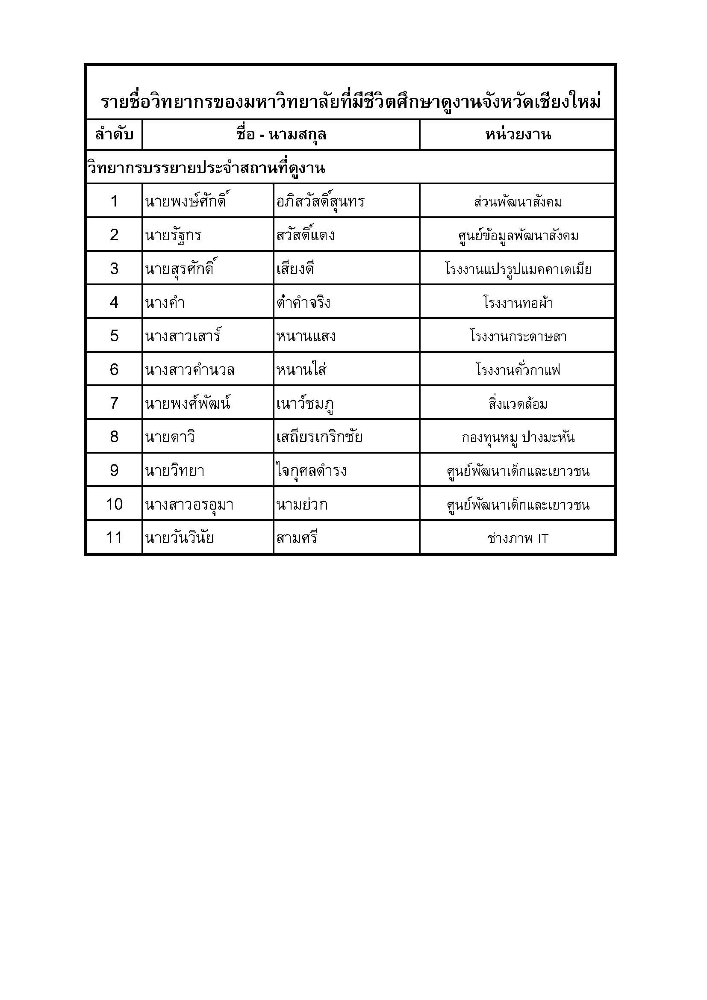 รายชื่อวิทยากรของมหาวิทยาลัยที่มีชีวิตศึกษาดูงานจังหวัดเชียงใหม่
ลำดับ ชื่อ - นามสกุล หน่วยงาน
วิทยากรบรรยายประจำสถานที่ดูงาน
1 นายพงษ์ศักดิ์ อภิสวัสดิ์สุนทร ส่วนพัฒนาสังคม
2 นายรัฐกร สวัสดิ์แดง ศูนย์ข้อมูลพัฒนาสังคม
3 นายสุรศักดิ์ เสียงดี โรงงานแปรรูปแมคคาเดเมีย
4 นางคำ ต๋าคำจริง โรงงานทอผ้า
5 นางสาวเสาร์ หนานแสง โรงงานกระดาษสา
6 นางสาวคำนวล หนานใส่ โรงงานคั่วกาแฟ
7 นายพงศ์พัฒน์ เนาว์ชมภู สิ่งแวดล้อม
8 นายดาวิ เสถียรเกริกชัย กองทุนหมู ปางมะหัน
9 นายวิทยา ใจกุศลดำรง ศูนย์พัฒนาเด็กและเยาวชน
10 นางสาวอรอุมา นามย่วก ศูนย์พัฒนาเด็กและเยาวชน
11 นายวันวินัย สามศรี ช่างภาพ IT